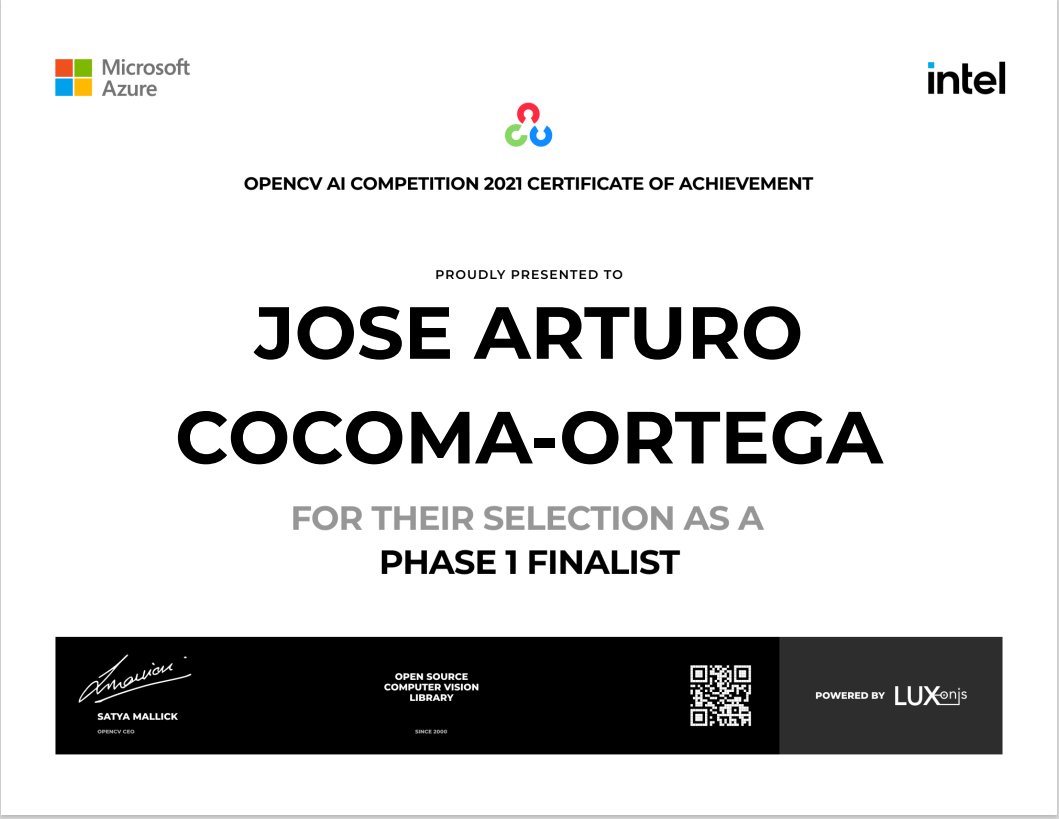 Microsoft
Azure
intel
OPENCV AI COMPETITION 2021 CERTIFICATE OF ACHIEVEMENT
PROUDLY PRESENTED TO
JOSE ARTURO
COCOMA-ORTEGA
FOR THEIR SELECTION AS A
PHASE 1 FINALIST
SATYA MALLICK
OPENCV CEO
OPEN SOURCE
COMPUTER VISION
LIBRARY
SINCE 2000
POWERED BY LUXonis